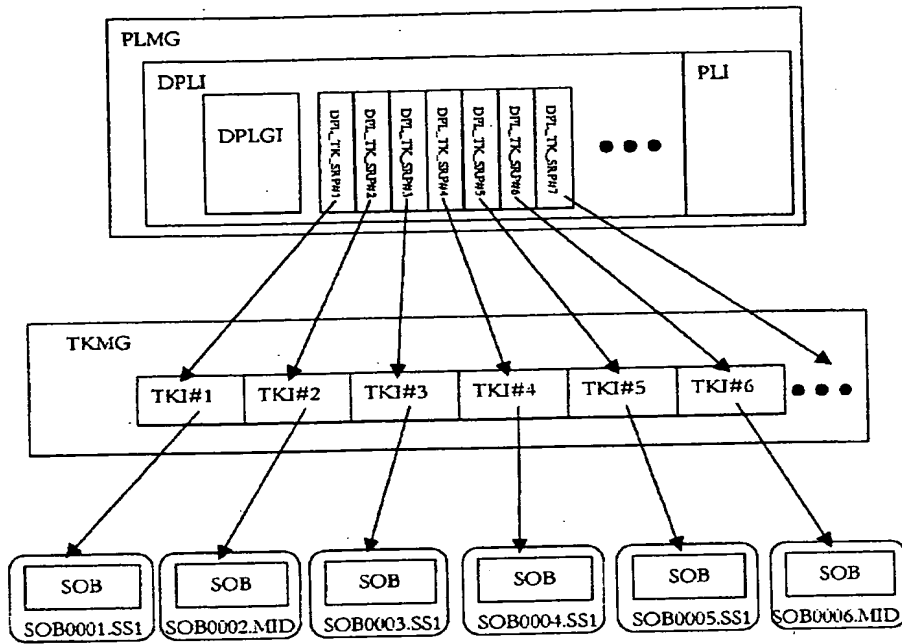 PLMG
DPLI
PLI
DPLGI
DPL_TK_SRP#1
DPL_TK_SRP#2
DPL_TK_SRP#3
DPL_TK_SRP#4
DPL_TK_SRP#5
DPL_TK_SRP#6
DPL_TK_SRP#7
TKMG
TKI#1 TKI#2 TKI#3 TKI#4 TKI#5 TKI#6
SOB SOB SOB SOB SOB SOB
SOB0001.SS1 SOB0002.MID SOB0003.SS1 SOB0004.SS1 SOB0005.SS1 SOB0006.MID